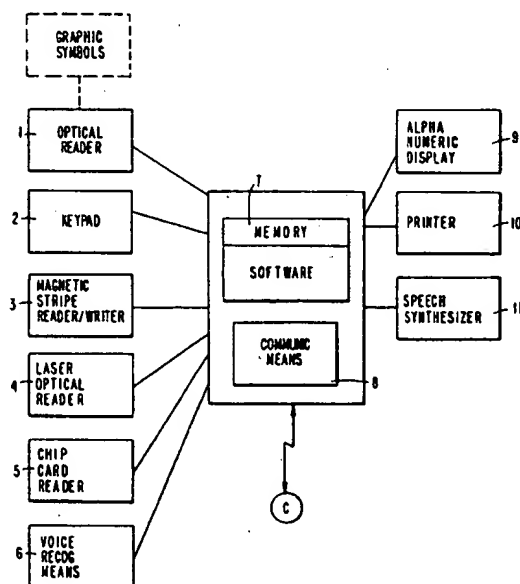 GRAPHIC
SYMBOLS
1
OPTICAL
READER
2
KEYPAD
3
MAGNETIC
STRIPE
READER/WRITER
4
LASER
OPTICAL
READER
5
CHIP
CARD
READER
6
VOICE
RECOG
MEANS
7
MEMORY
SOFTWARE
COMMUNIC
MEANS
8
C
ALPHA
NUMERIC
DISPLAY
9
PRINTER
10
SPEECH
SYNTHESIZER
11